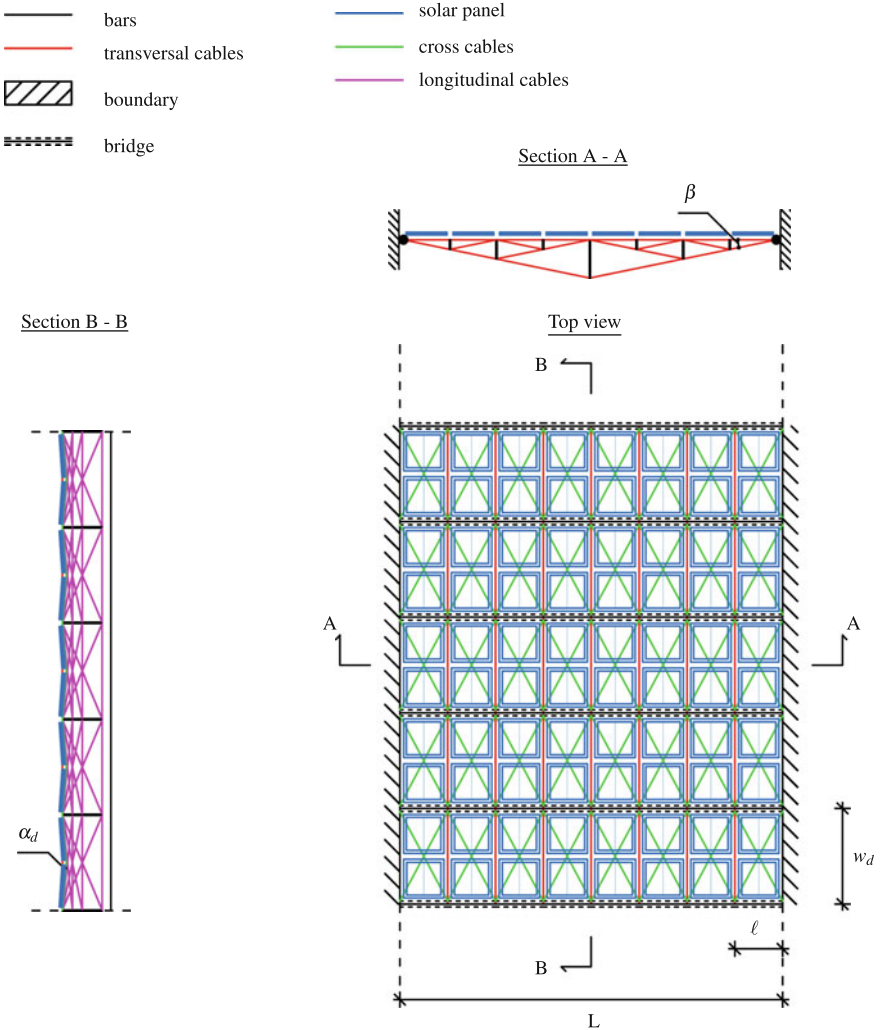 bars
transversal cables
boundary
bridge
solar panel
cross cables
longitudinal cables
Section A - A
β
Section B - B
α_d
Top view
B
A
A
w_d
ℓ
B
L